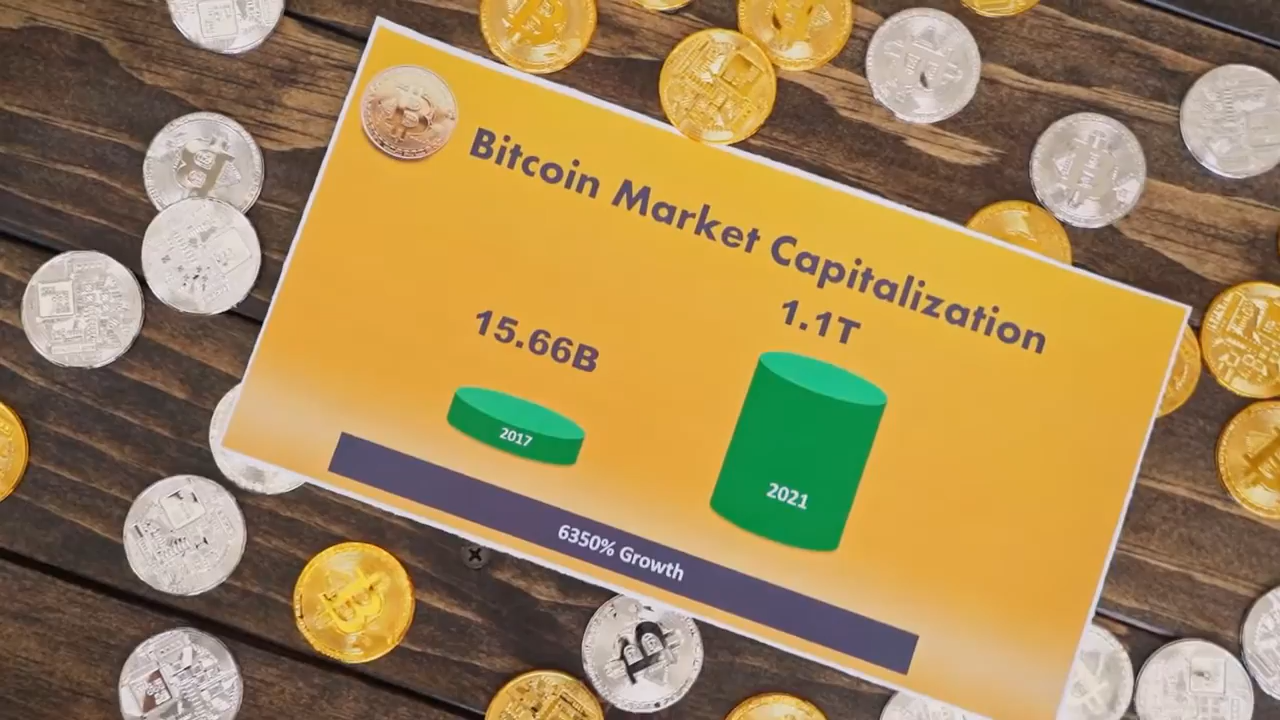 Bitcoin Market Capitalization
15.66B
1.1T
2017
2021
6350% Growth